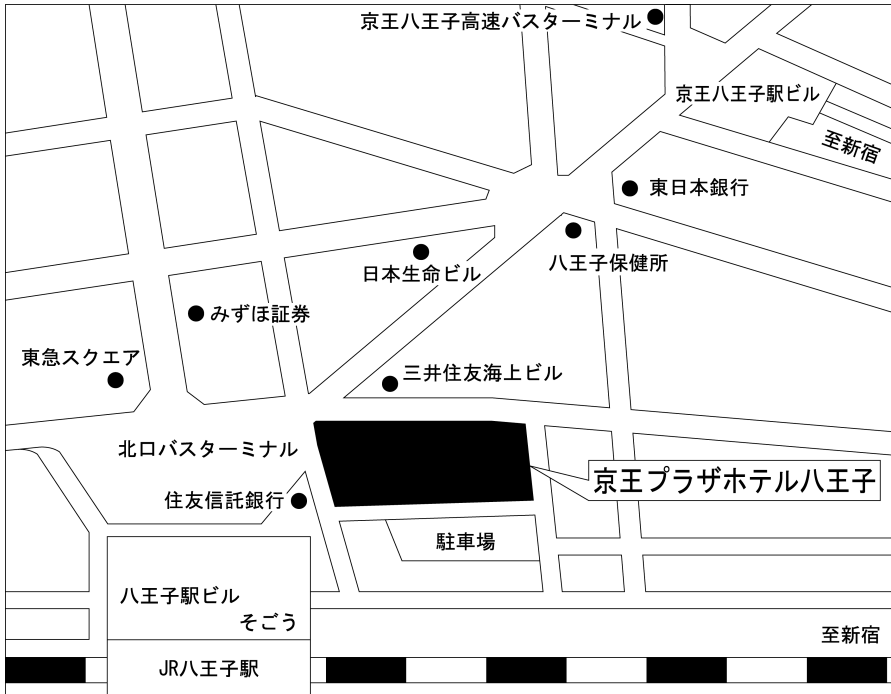 京王八王子高速バスターミナル
京王八王子駅ビル
至新宿
東日本銀行
八王子保健所
日本生命ビル
みずほ証券
東急スクエア
三井住友海上ビル
北口バスターミナル
京王プラザホテル八王子
住友信託銀行
駐車場
八王子駅ビル
そごう
至新宿
JR八王子駅